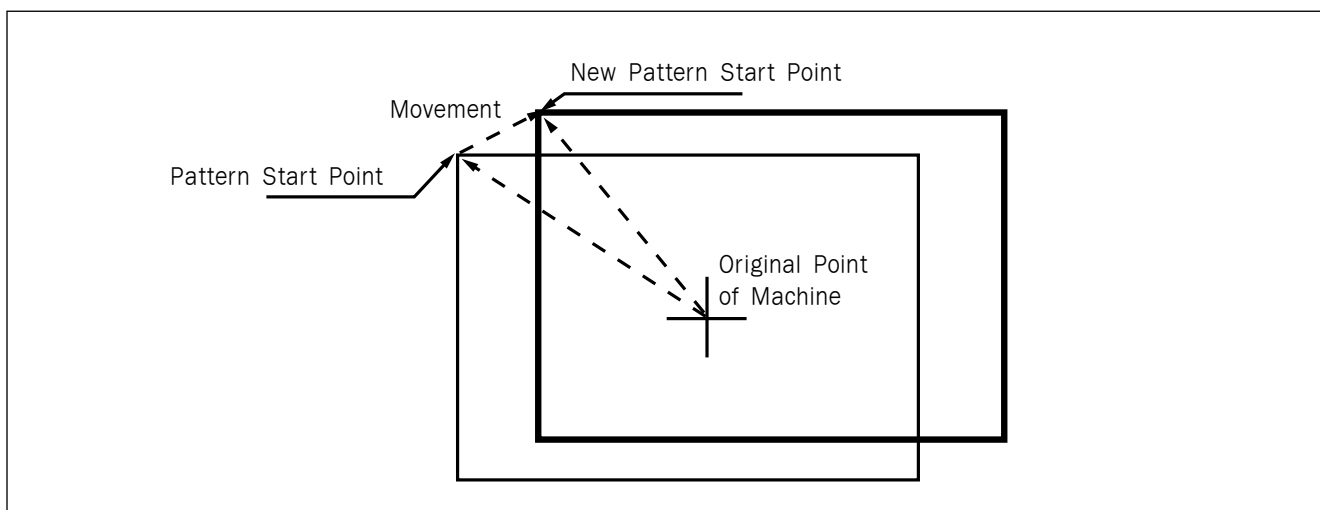 New Pattern Start Point
Movement
Pattern Start Point
Original Point
of Machine